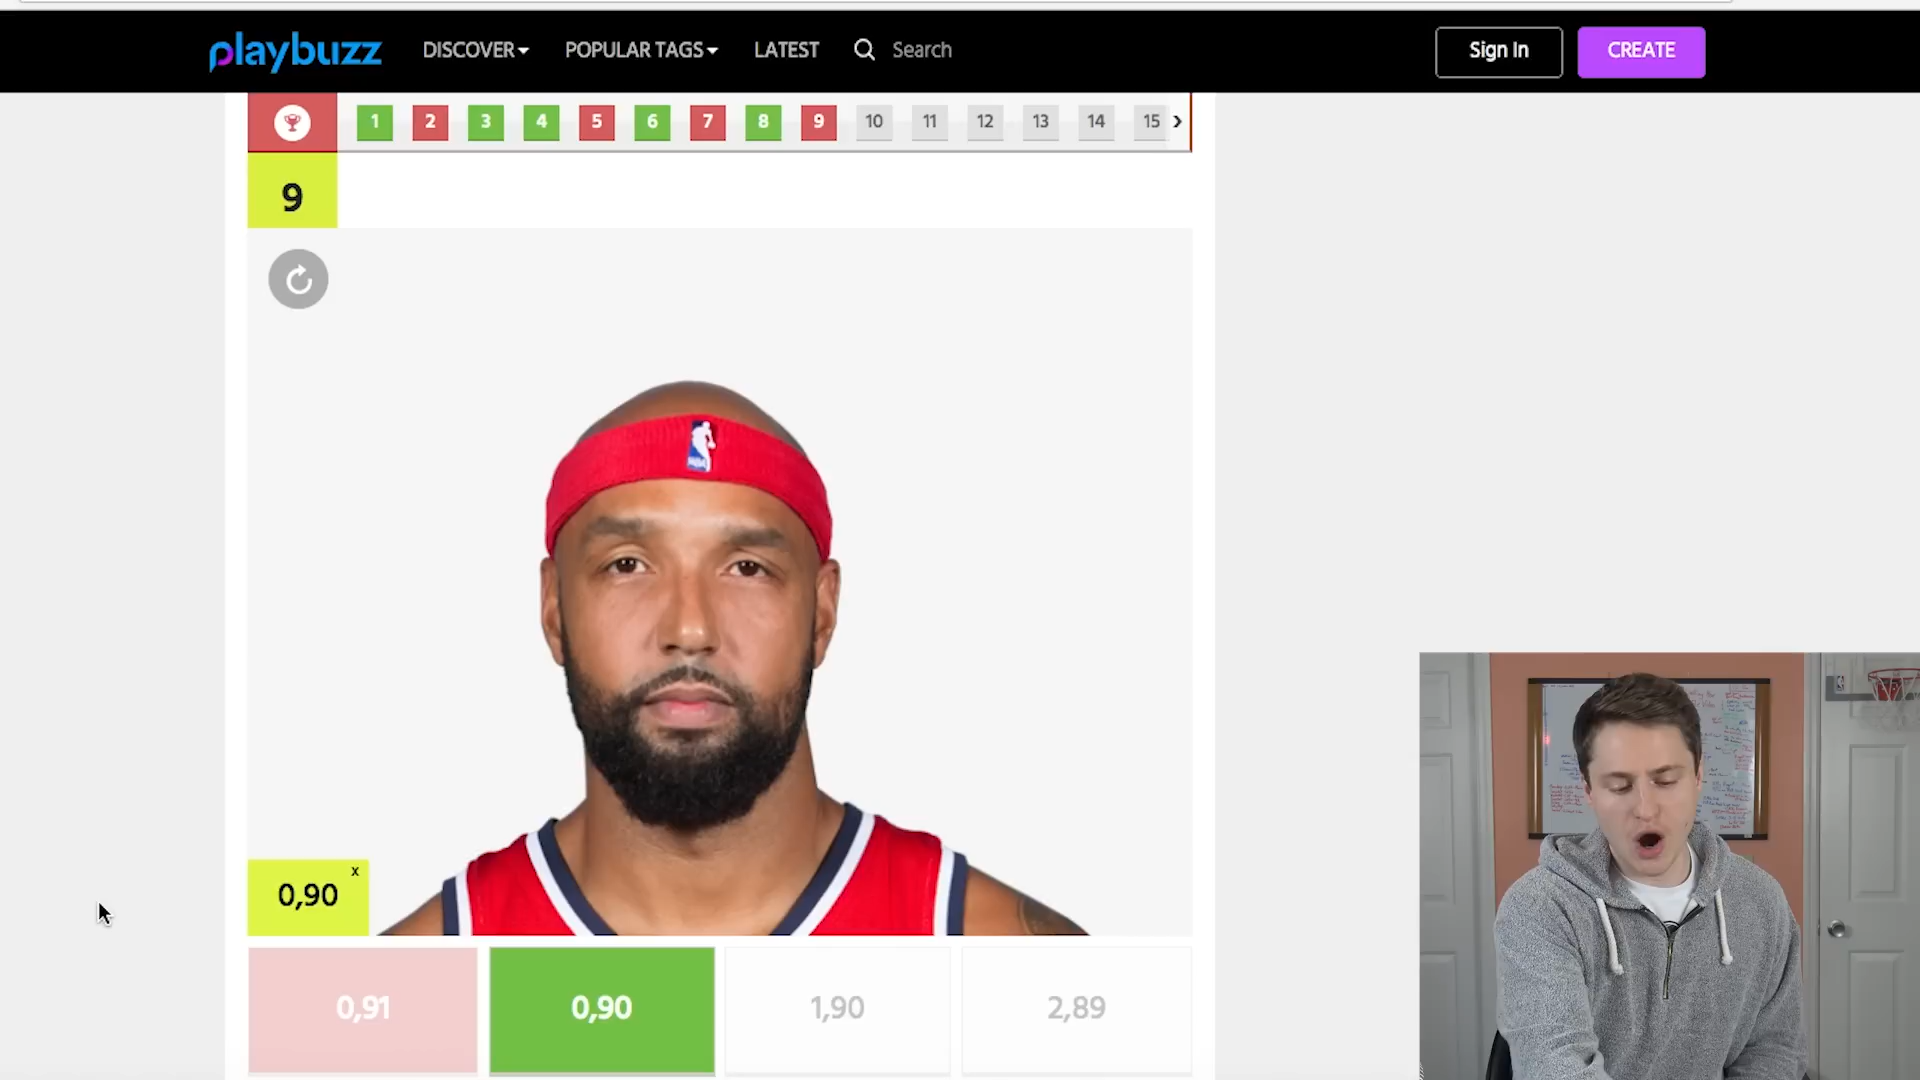 playbuzz DISCOVER POPULAR TAGS LATEST Search Sign In CREATE
1 2 3 4 5 6 7 8 9 10 11 12 13 14 15
9
0,90 x
0,91 0,90 1,90 2,89